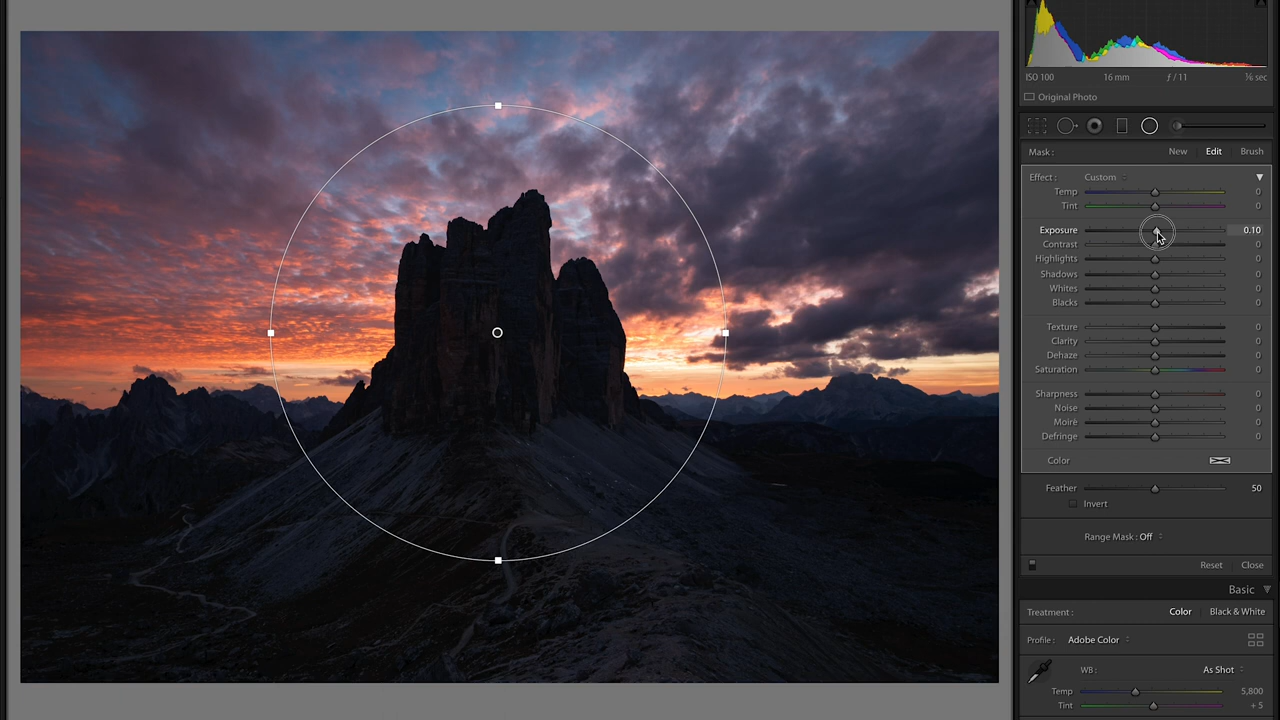 ISO 100 16 mm ƒ / 11 ⅙ sec
Original Photo
Mask : New Edit Brush
Effect : Custom
Temp 0
Tint 0
Exposure 0.10
Contrast 0
Highlights 0
Shadows 0
Whites 0
Blacks 0
Texture 0
Clarity 0
Dehaze 0
Saturation 0
Sharpness 0
Noise 0
Moiré 0
Defringe 0
Color
Feather 50
Invert
Range Mask : Off
Reset Close
Basic
Treatment : Color Black & White
Profile : Adobe Color
WB : As Shot
Temp 5,800
Tint + 5